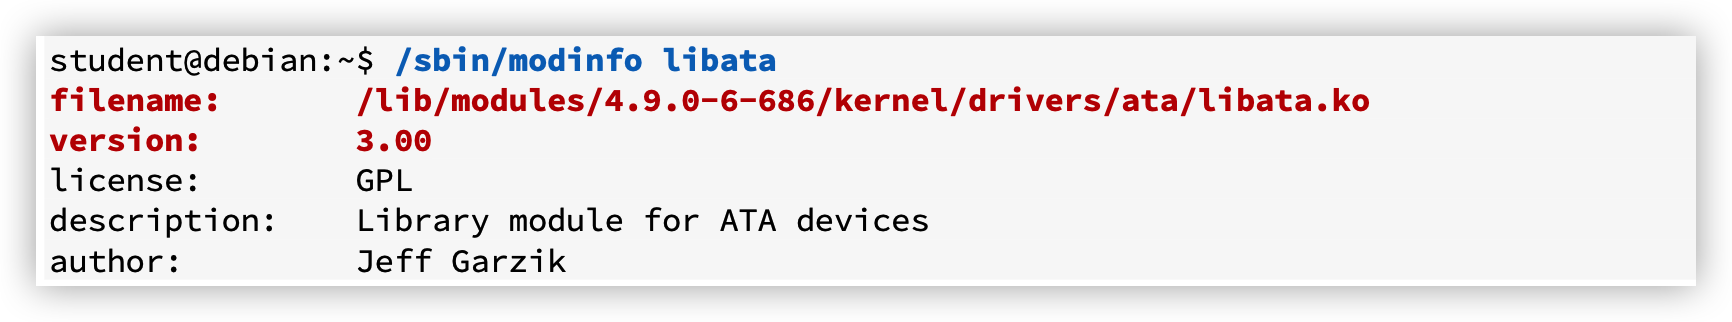 student@debian:~$ /sbin/modinfo libata
filename:       /lib/modules/4.9.0-6-686/kernel/drivers/ata/libata.ko
version:        3.00
license:        GPL
description:    Library module for ATA devices
author:         Jeff Garzik